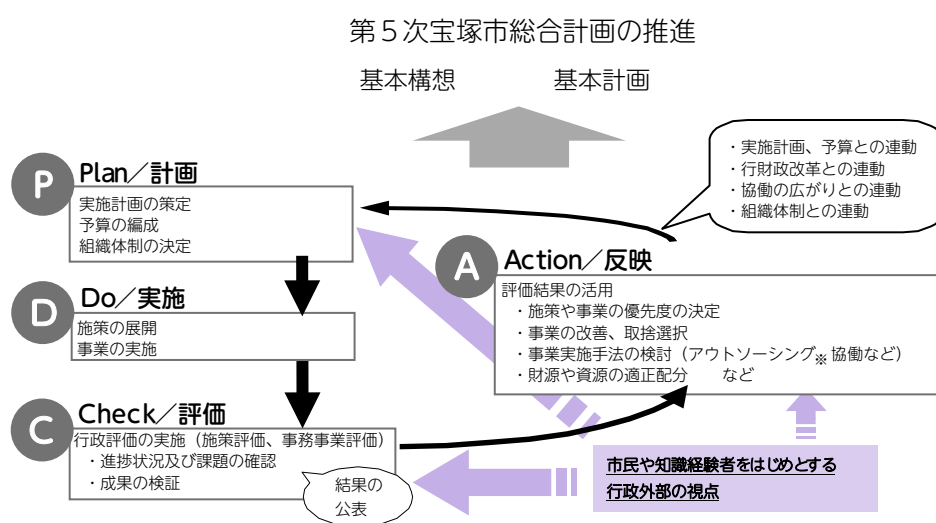 第５次宝塚市総合計画の推進
基本構想　基本計画
P
Plan／計画
実施計画の策定
予算の編成
組織体制の決定
D
Do／実施
施策の展開
事業の実施
C
Check／評価
行政評価の実施（施策評価、事務事業評価）
・進捗状況及び課題の確認
・成果の検証
結果の
公表
・実施計画、予算との連動
・行財政改革との連動
・協働の広がりとの連動
・組織体制との連動
A
Action／反映
評価結果の活用
・施策や事業の優先度の決定
・事業の改善、取捨選択
・事業実施手法の検討（アウトソーシング※ 協働など）
・財源や資源の適正配分　　など
市民や知識経験者をはじめとする
行政外部の視点